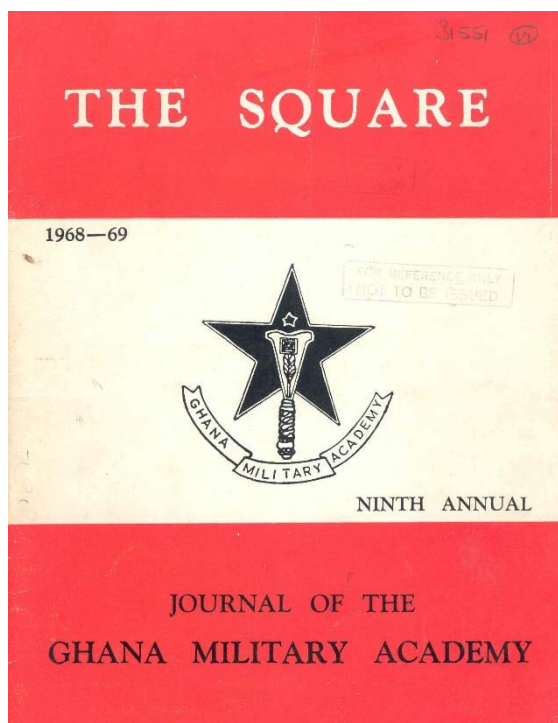 31551
THE SQUARE
1968—69
FOR REFERENCE ONLY
NOT TO BE ISSUED
GHANA
MILITARY
ACADEMY
NINTH ANNUAL
JOURNAL OF THE
GHANA MILITARY ACADEMY